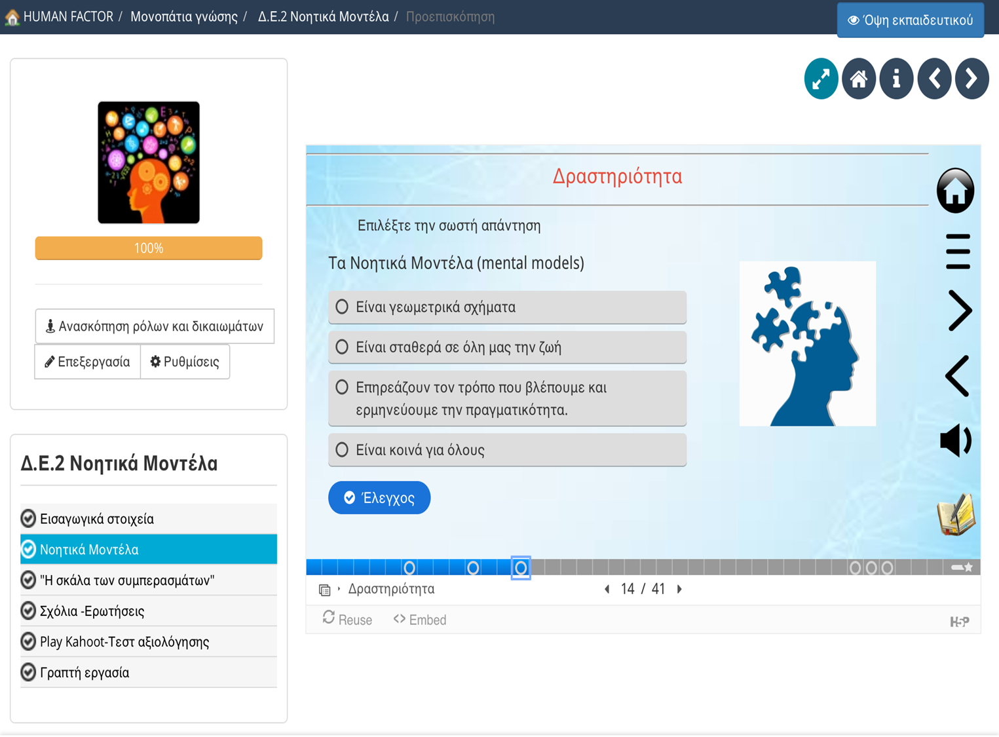 HUMAN FACTOR / Μονοπάτια γνώσης / Δ.Ε.2 Νοητικά Μοντέλα / Προεπισκόπηση
Όψη εκπαιδευτικού
100%
Ανασκόπηση ρόλων και δικαιωμάτων
Επεξεργασία
Ρυθμίσεις
Δ.Ε.2 Νοητικά Μοντέλα
Εισαγωγικά στοιχεία
Νοητικά Μοντέλα
"Η σκάλα των συμπερασμάτων"
Σχόλια -Ερωτήσεις
Play Kahoot-Τεστ αξιολόγησης
Γραπτή εργασία
Δραστηριότητα
Επιλέξτε την σωστή απάντηση
Τα Νοητικά Μοντέλα (mental models)
Είναι γεωμετρικά σχήματα
Είναι σταθερά σε όλη μας την ζωή
Επηρεάζουν τον τρόπο που βλέπουμε και
ερμηνεύουμε την πραγματικότητα.
Είναι κοινά για όλους
Έλεγχος
Δραστηριότητα
14 / 41
Reuse
Embed
H5P